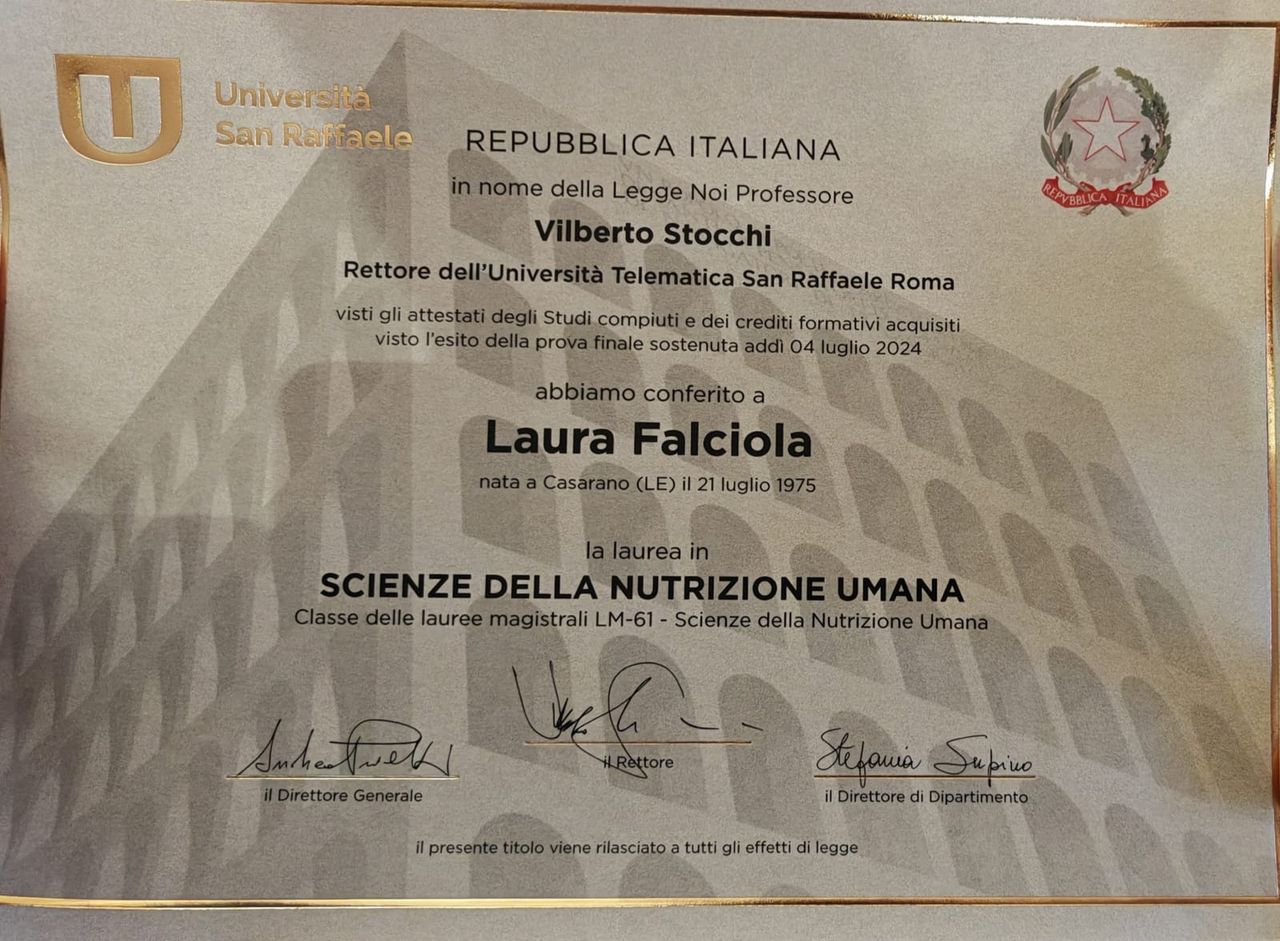 Università
San Raffaele
REPUBBLICA ITALIANA
REPVBBLICA ITALIANA
in nome della Legge Noi Professore
Vilberto Stocchi
Rettore dell'Università Telematica San Raffaele Roma
visti gli attestati degli Studi compiuti e dei crediti formativi acquisiti
visto l'esito della prova finale sostenuta addì 04 luglio 2024
abbiamo conferito a
Laura Falciola
nata a Casarano (LE) il 21 luglio 1975
la laurea in
SCIENZE DELLA NUTRIZIONE UMANA
Classe delle lauree magistrali LM-61 - Scienze della Nutrizione Umana
Stefania Supino
il Direttore Generale
il Rettore
il Direttore di Dipartimento
il presente titolo viene rilasciato a tutti gli effetti di legge